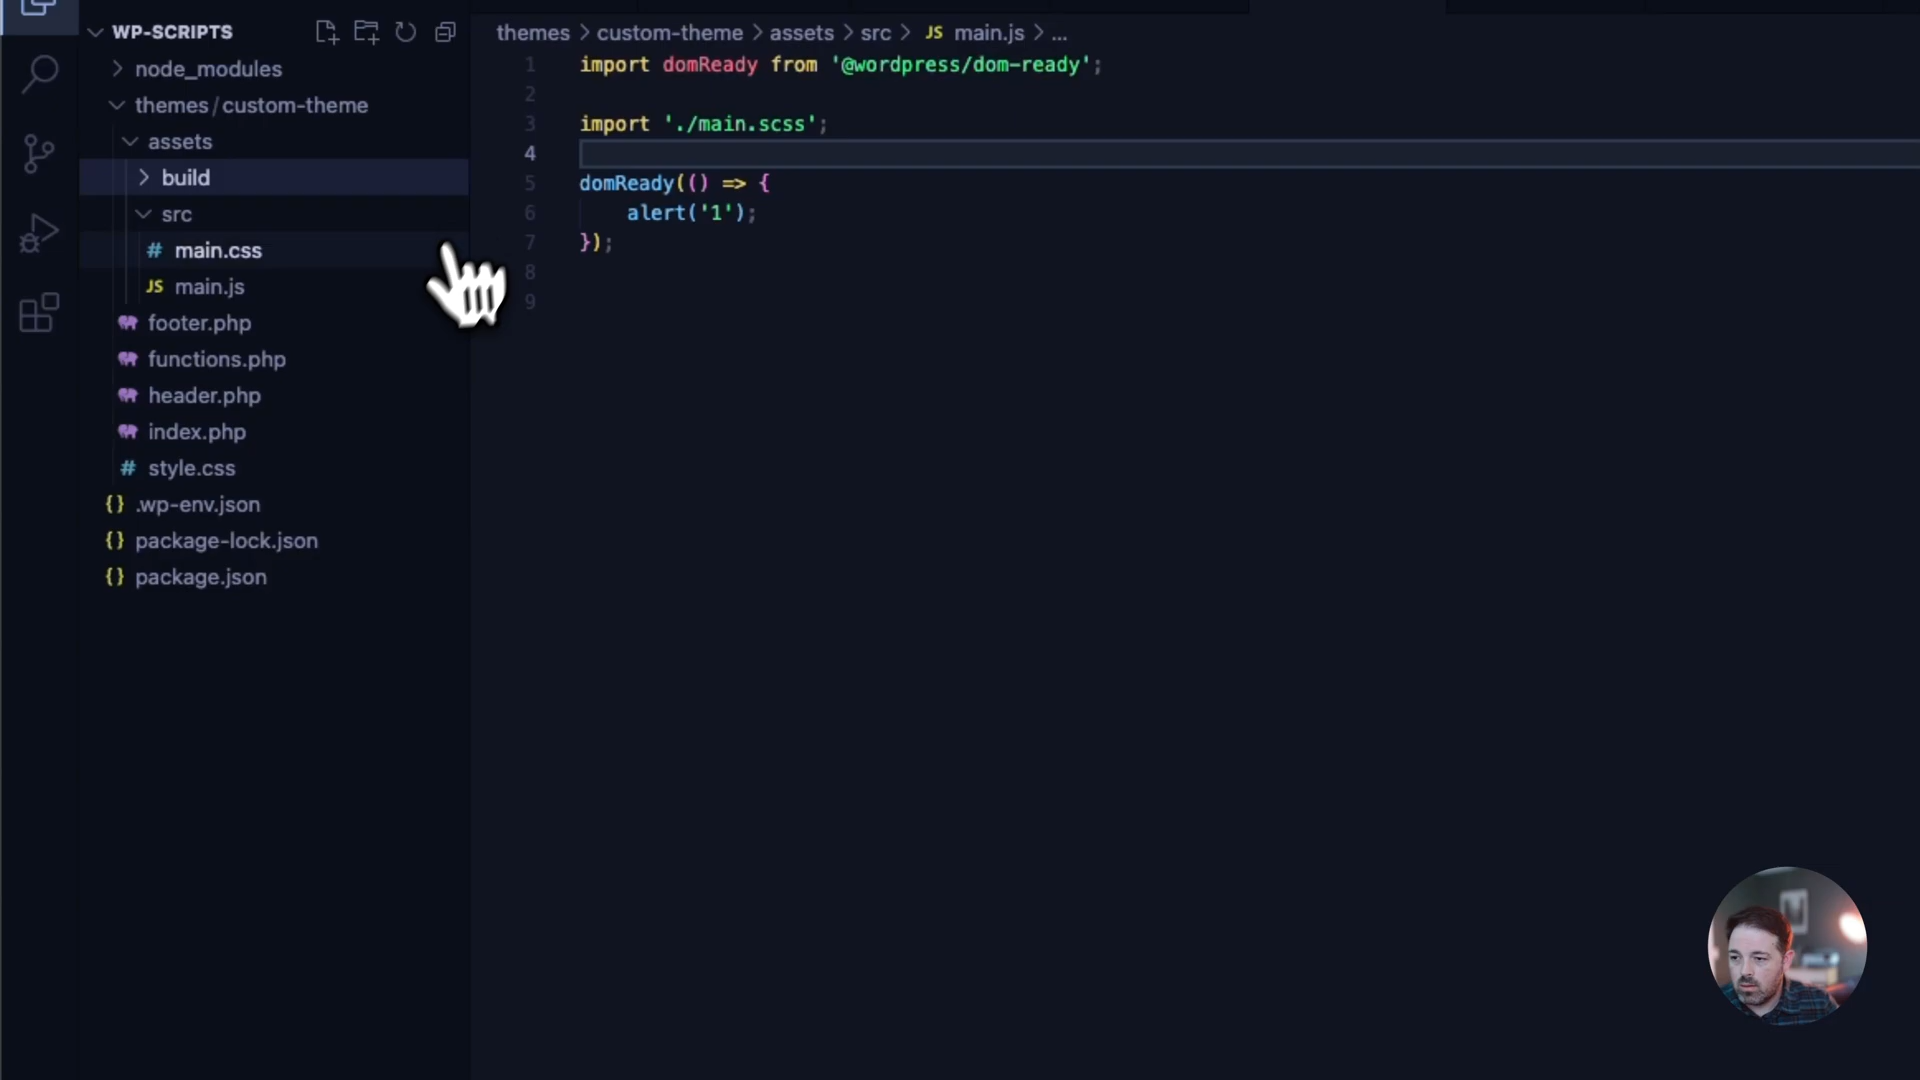 WP-SCRIPTS
node_modules
themes/custom-theme
assets
build
src
# main.css
JS main.js
footer.php
functions.php
header.php
index.php
# style.css
{} .wp-env.json
{} package-lock.json
{} package.json
themes > custom-theme > assets > src > JS main.js > ...
1 import domReady from '@wordpress/dom-ready';
2
3 import './main.scss';
4
5 domReady(() => {
6 alert('1');
7 });
8
9